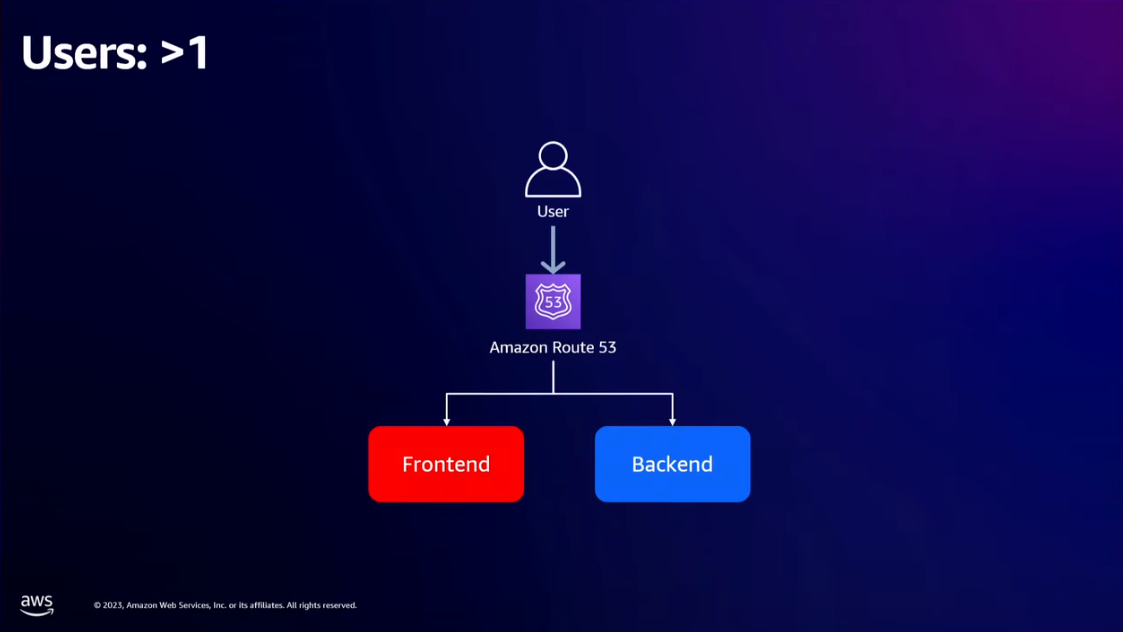 Users: >1
User
53
Amazon Route 53
Frontend
Backend
aws
© 2023, Amazon Web Services, Inc. or its affiliates. All rights reserved.